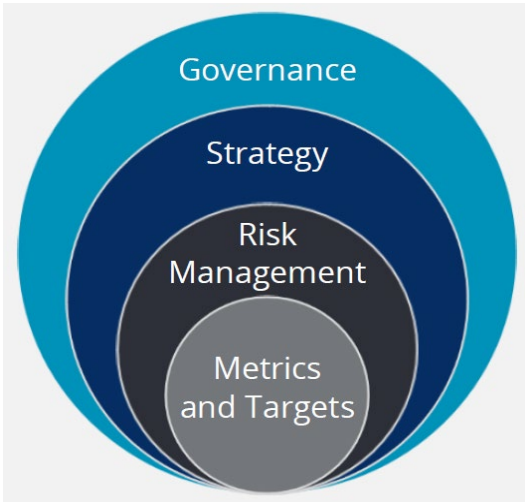 Governance
Strategy
Risk
Management
Metrics
and Targets